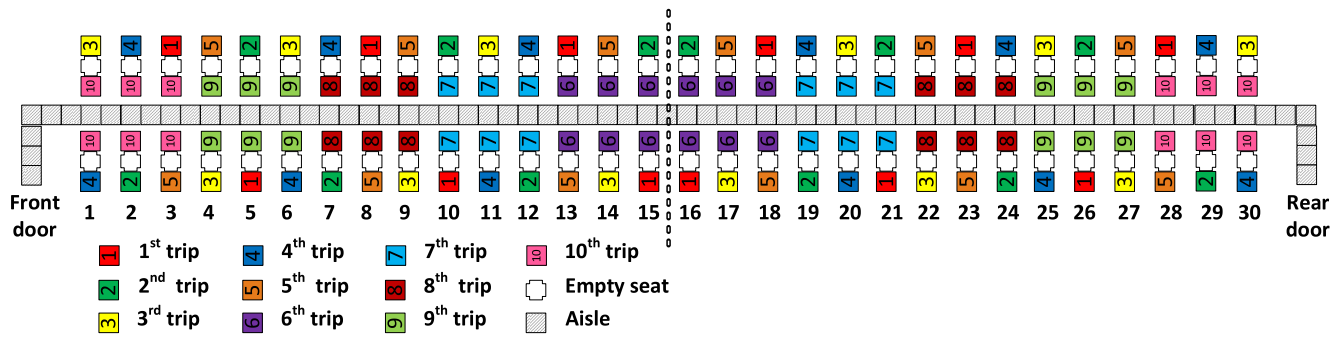 3 4 1 5 2 3 4 1 5 2 3 4 1 5 2 2 5 1 4 3 2 5 1 4 3 2 5 1 4 3
10 10 10 9 9 9 8 8 8 7 7 7 6 6 6 6 6 6 7 7 7 8 8 8 9 9 9 10 10 10
10 10 10 9 9 9 8 8 8 7 7 7 6 6 6 6 6 6 7 7 7 8 8 8 9 9 9 10 10 10
4 2 5 3 1 4 2 5 3 1 4 2 5 3 1 1 3 5 2 4 1 3 5 2 4 1 3 5 2 4
Front
door
1 2 3 4 5 6 7 8 9 10 11 12 13 14 15 16 17 18 19 20 21 22 23 24 25 26 27 28 29 30
Rear
door
1 1st trip
4 4th trip
7 7th trip
10 10th trip
2 2nd trip
5 5th trip
8 8th trip
Empty seat
3 3rd trip
6 6th trip
9 9th trip
Aisle